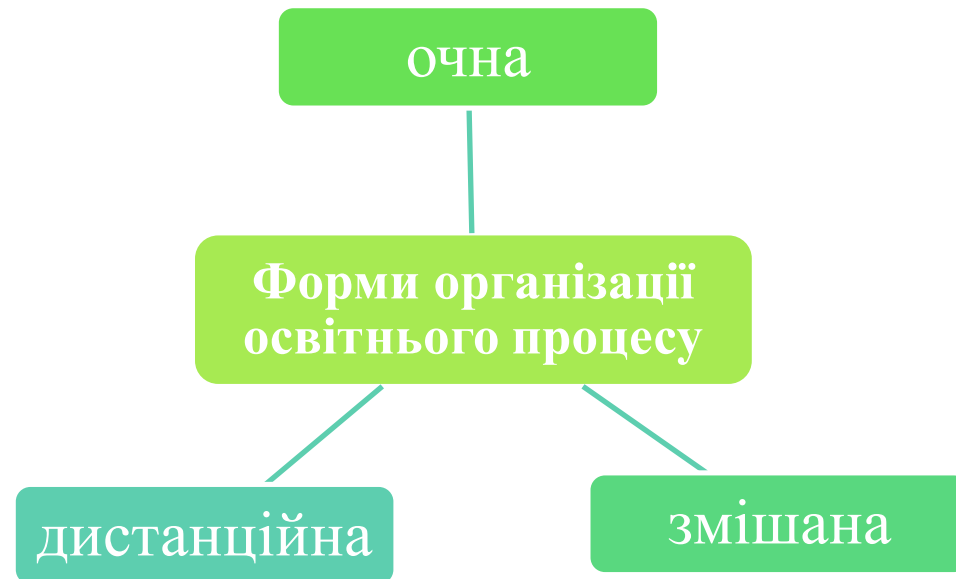 очна
Форми організації
освітнього процесу
дистанційна
змішана